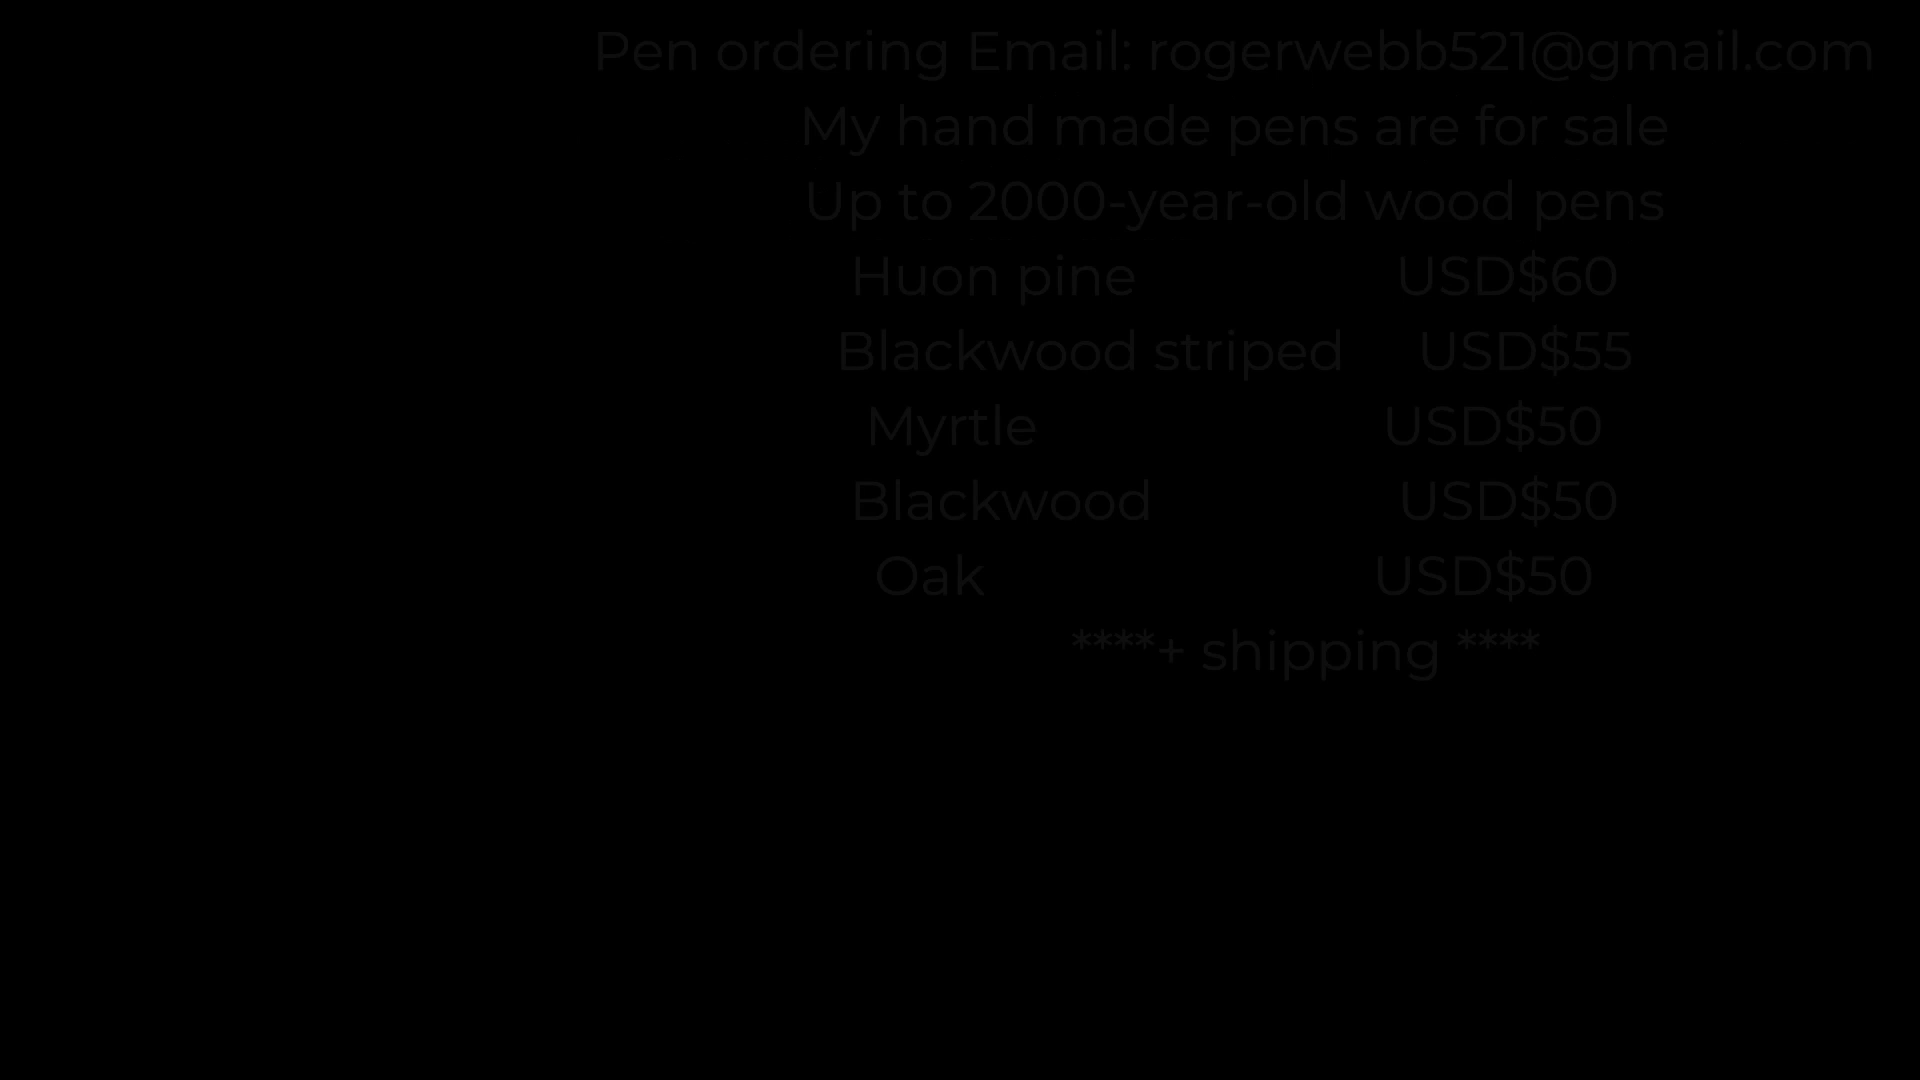 Pen ordering Email: rogerwebb521@gmail.com
My hand made pens are for sale
Up to 2000-year-old wood pens
Huon pine USD$60
Blackwood striped USD$55
Myrtle USD$50
Blackwood USD$50
Oak USD$50
****+ shipping ****